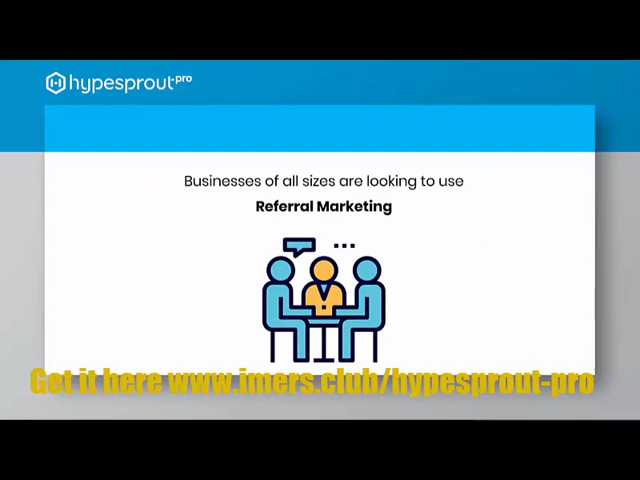 hypesprout-pro
Businesses of all sizes are looking to use
Referral Marketing
Get it here www.imers.club/hypesprout-pro